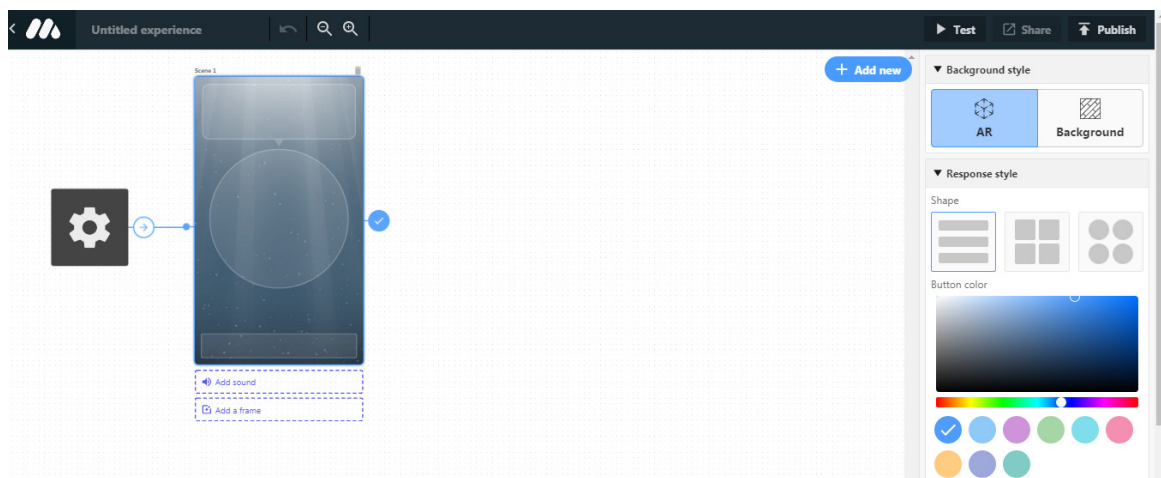 Untitled experience
Test
Share
Publish
Scene 1
+ Add new
Background style
AR
Background
Response style
Shape
Button color
Add sound
Add a frame